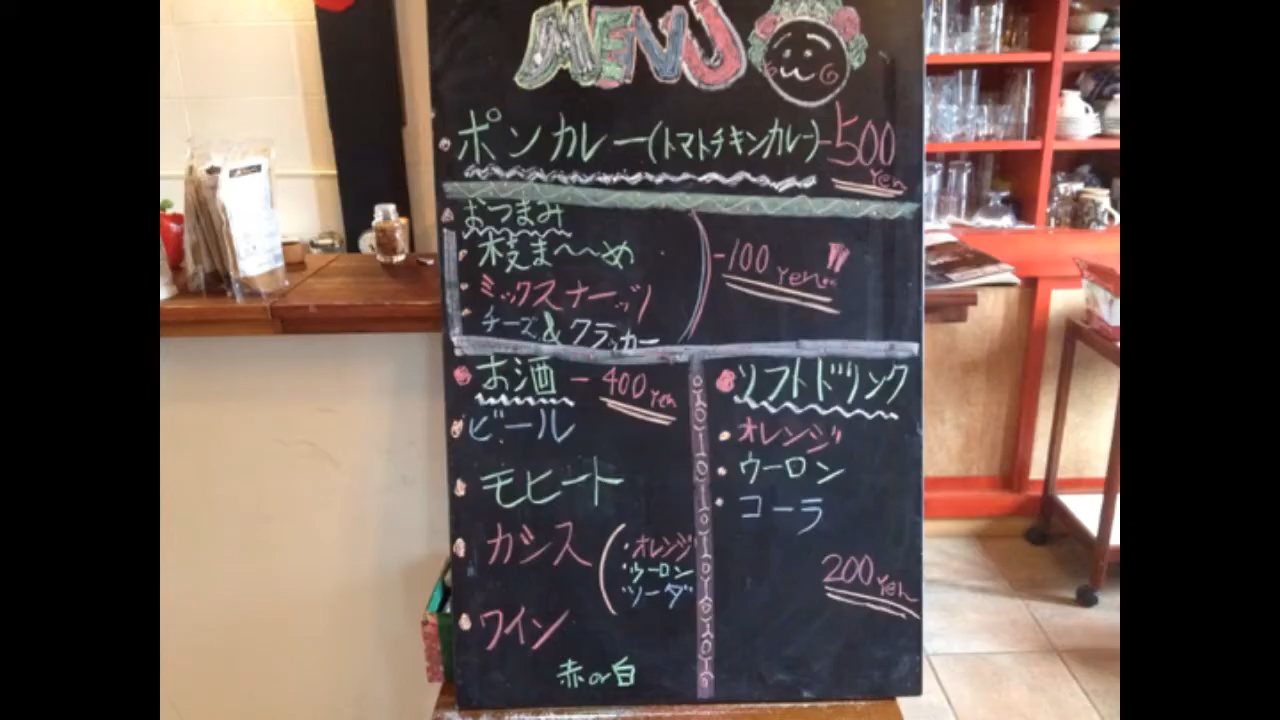 MENU
ポンカレー(トマトチキンカレー)-500 Yen
おつまみ
枝ま〜〜め
ミックスナーッツ
チーズ&クラッカー
-100 Yen
お酒 - 400 Yen
ビール
モヒート
カシス
・オレンジ
・ウーロン
・ソーダ
ワイン
赤or白
ソフトドリンク
オレンジ
ウーロン
コーラ
200 Yen